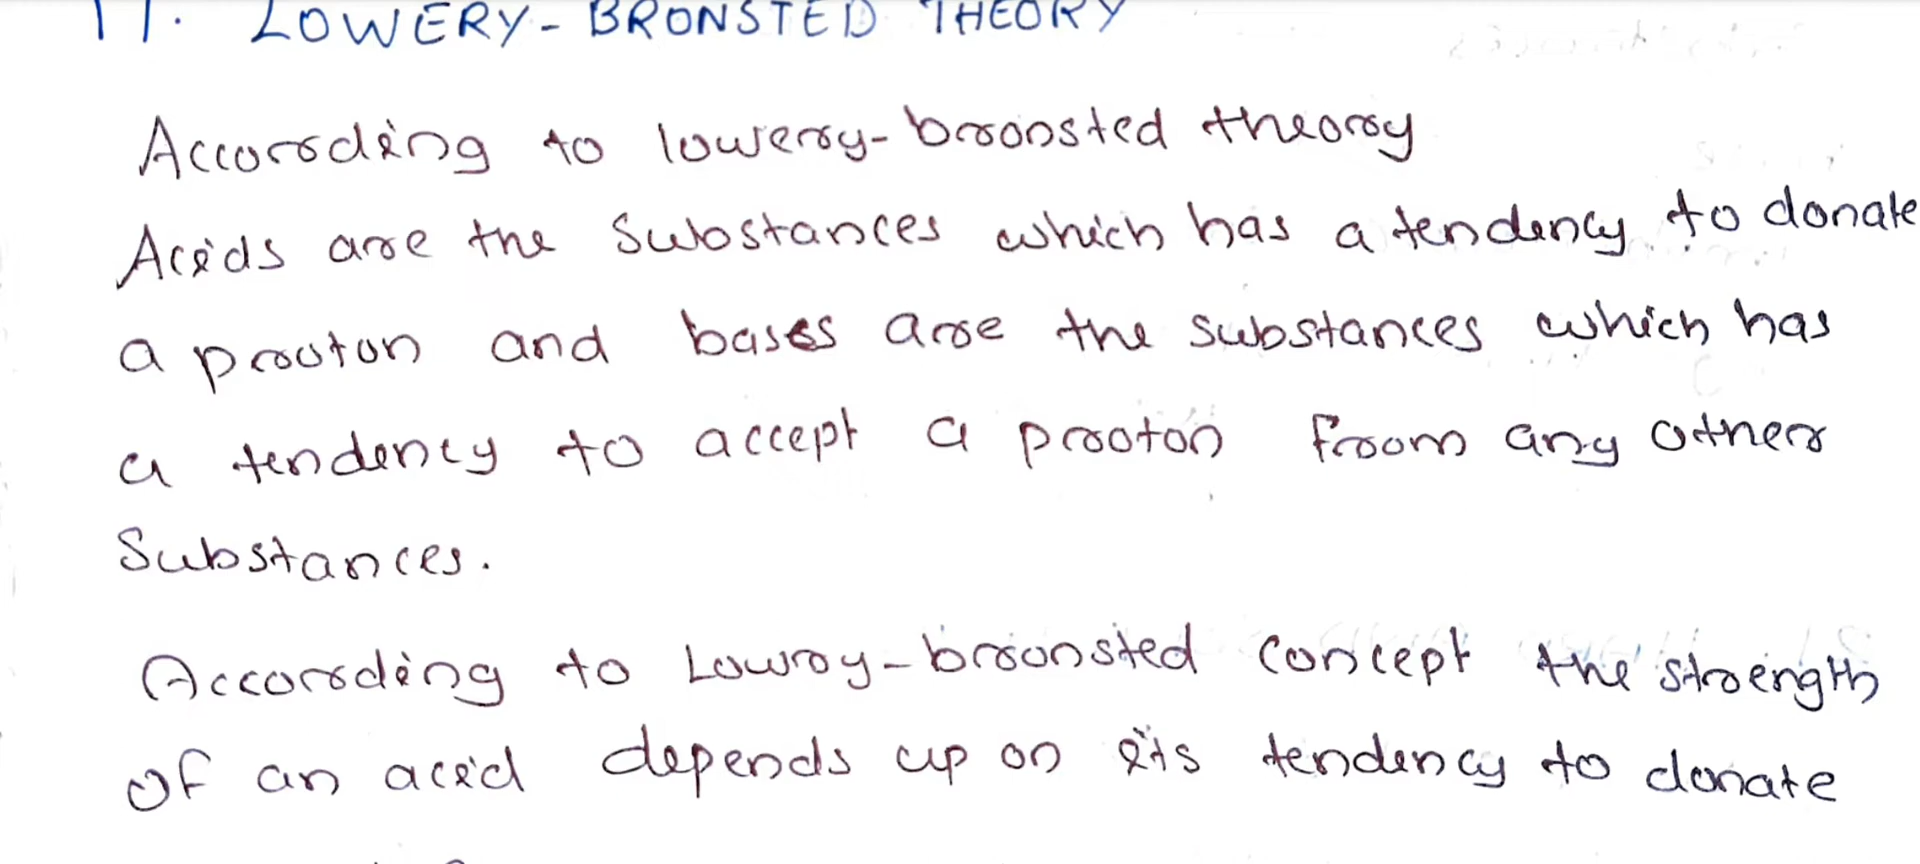 11. LOWERY-BRONSTED THEORY
According to lowery-bronsted theory
Acids are the Substances which has a tendency to donate
a proton and bases are the substances which has
a tendency to accept a proton from any other
Substances.
According to Lowry-bronsted concept the strength
of an acid depends up on its tendency to donate